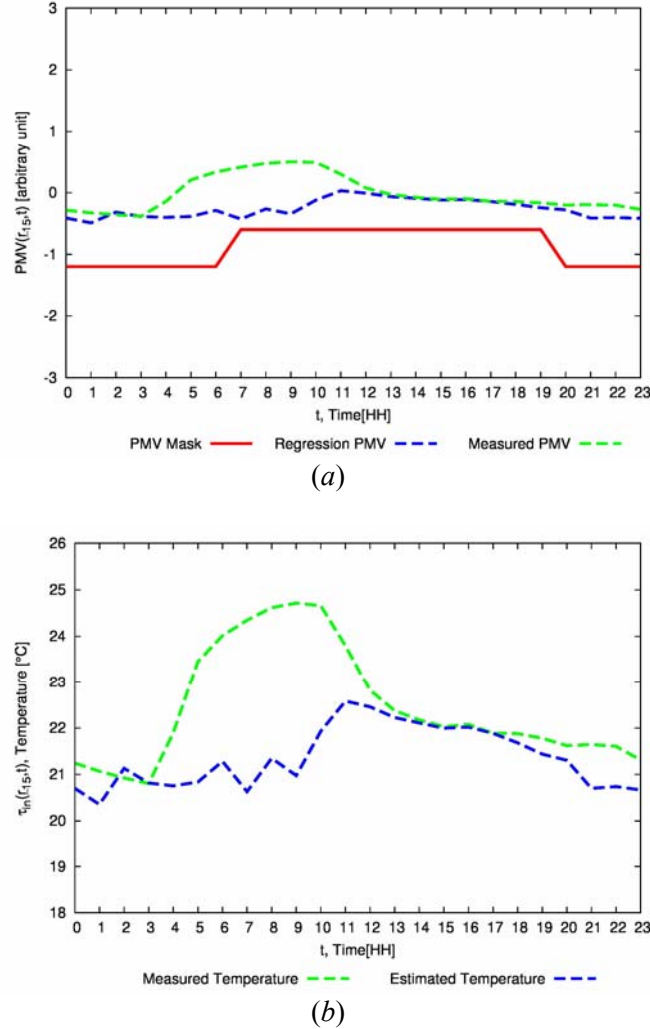 3
2
1
0
-1
-2
-3
PMV(r₁₅,t) [arbitrary unit]
0 1 2 3 4 5 6 7 8 9 10 11 12 13 14 15 16 17 18 19 20 21 22 23
t, Time[HH]
PMV Mask Regression PMV Measured PMV
(a)
26
25
24
23
22
21
20
19
18
τin(r₁₅,t), Temperature [°C]
0 1 2 3 4 5 6 7 8 9 10 11 12 13 14 15 16 17 18 19 20 21 22 23
t, Time[HH]
Measured Temperature Estimated Temperature
(b)